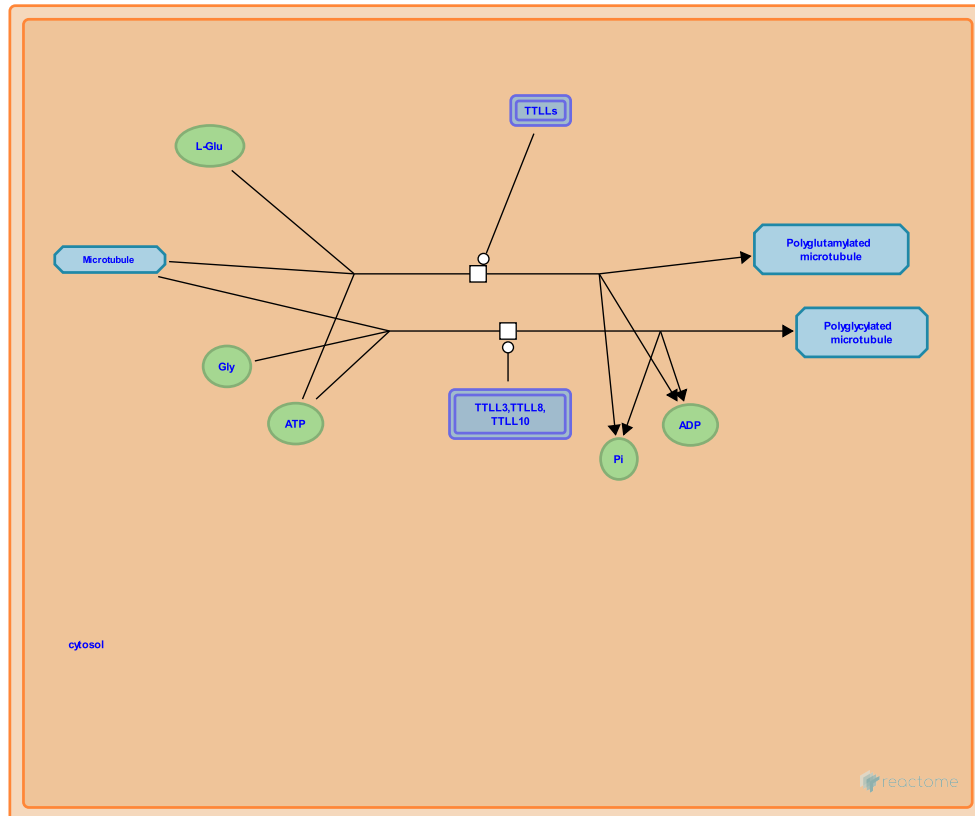 TTLLs
L-Glu
Polyglutamylated
microtubule
Microtubule
Polyglycylated
microtubule
Gly
TTLL3,TTLL8,
TTLL10
ATP
ADP
Pi
cytosol
reactome